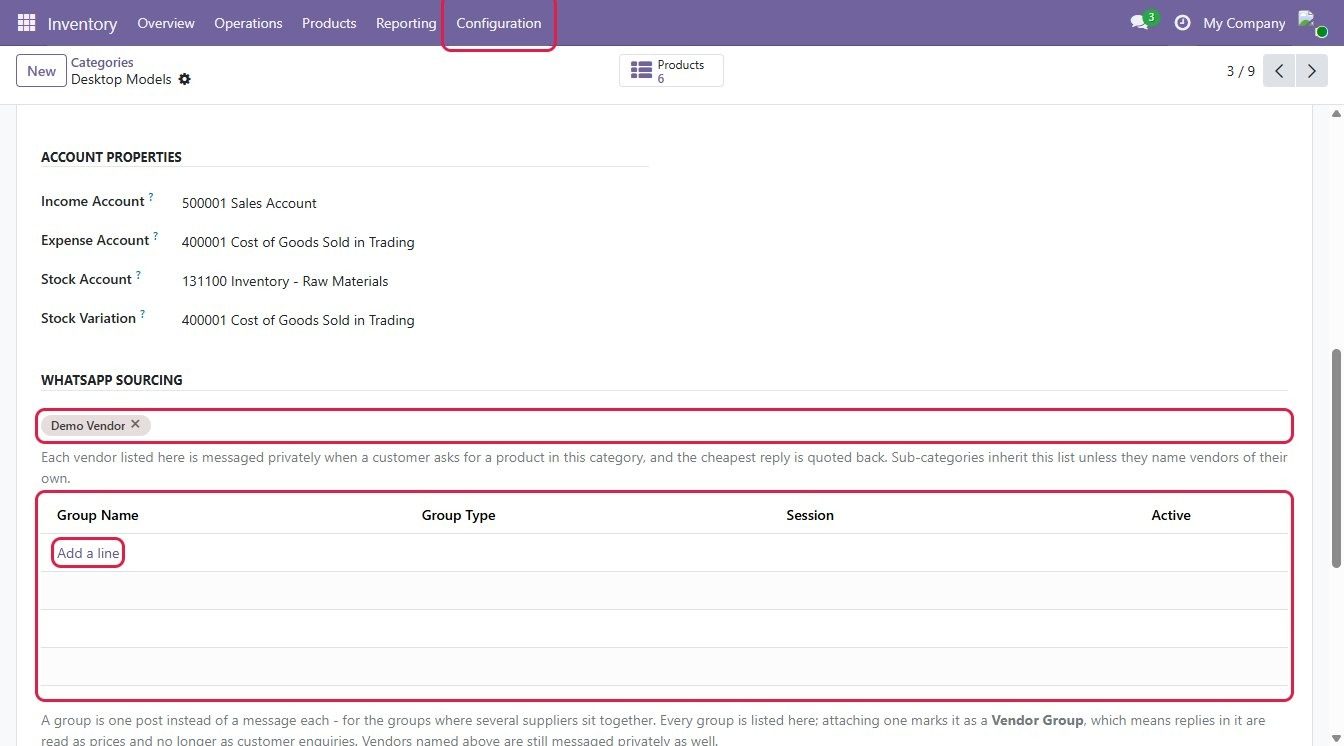 Inventory Overview Operations Products Reporting Configuration 3 My Company
New Categories
Desktop Models
Products
6
3 / 9
ACCOUNT PROPERTIES
Income Account ? 500001 Sales Account
Expense Account ? 400001 Cost of Goods Sold in Trading
Stock Account ? 131100 Inventory - Raw Materials
Stock Variation ? 400001 Cost of Goods Sold in Trading
WHATSAPP SOURCING
Demo Vendor ×
Each vendor listed here is messaged privately when a customer asks for a product in this category, and the cheapest reply is quoted back. Sub-categories inherit this list unless they name vendors of their
own.
Group Name Group Type Session Active
Add a line
A group is one post instead of a message each - for the groups where several suppliers sit together. Every group is listed here; attaching one marks it as a Vendor Group, which means replies in it are
read as prices and no longer as customer enquiries. Vendors named above are still messaged privately as well.